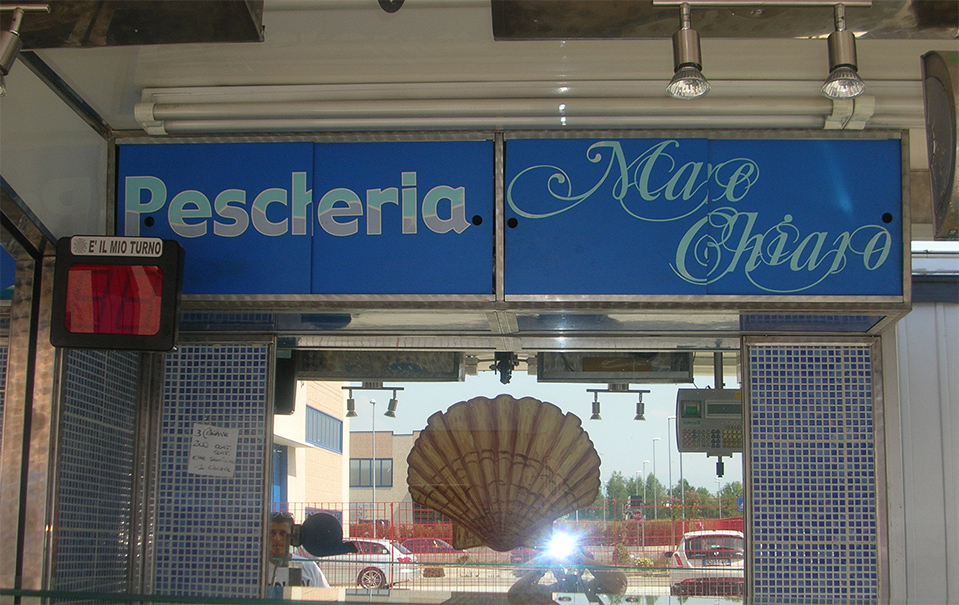 Pescheria
Mare
Chiaro
E' IL MIO TURNO